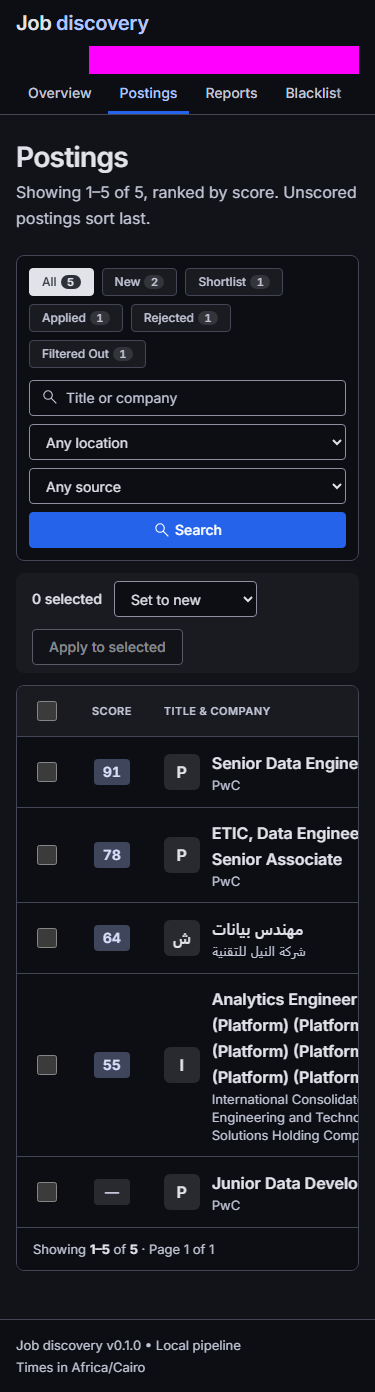 Job discovery
Overview Postings Reports Blacklist
Postings
Showing 1–5 of 5, ranked by score. Unscored
postings sort last.
All 5 New 2 Shortlist 1
Applied 1 Rejected 1
Filtered Out 1
Title or company
Any location
Any source
Search
0 selected Set to new
Apply to selected
SCORE TITLE & COMPANY
91 P Senior Data Engine
PwC
78 P ETIC, Data Enginee
Senior Associate
PwC
64 ش مهندس بيانات
شركة النيل للتقنية
Analytics Engineer
(Platform) (Platform
(Platform) (Platform
55 I (Platform) (Platform
International Consolidat
Engineering and Techno
Solutions Holding Comp
— P Junior Data Develo
PwC
Showing 1–5 of 5 · Page 1 of 1
Job discovery v0.1.0 • Local pipeline
Times in Africa/Cairo